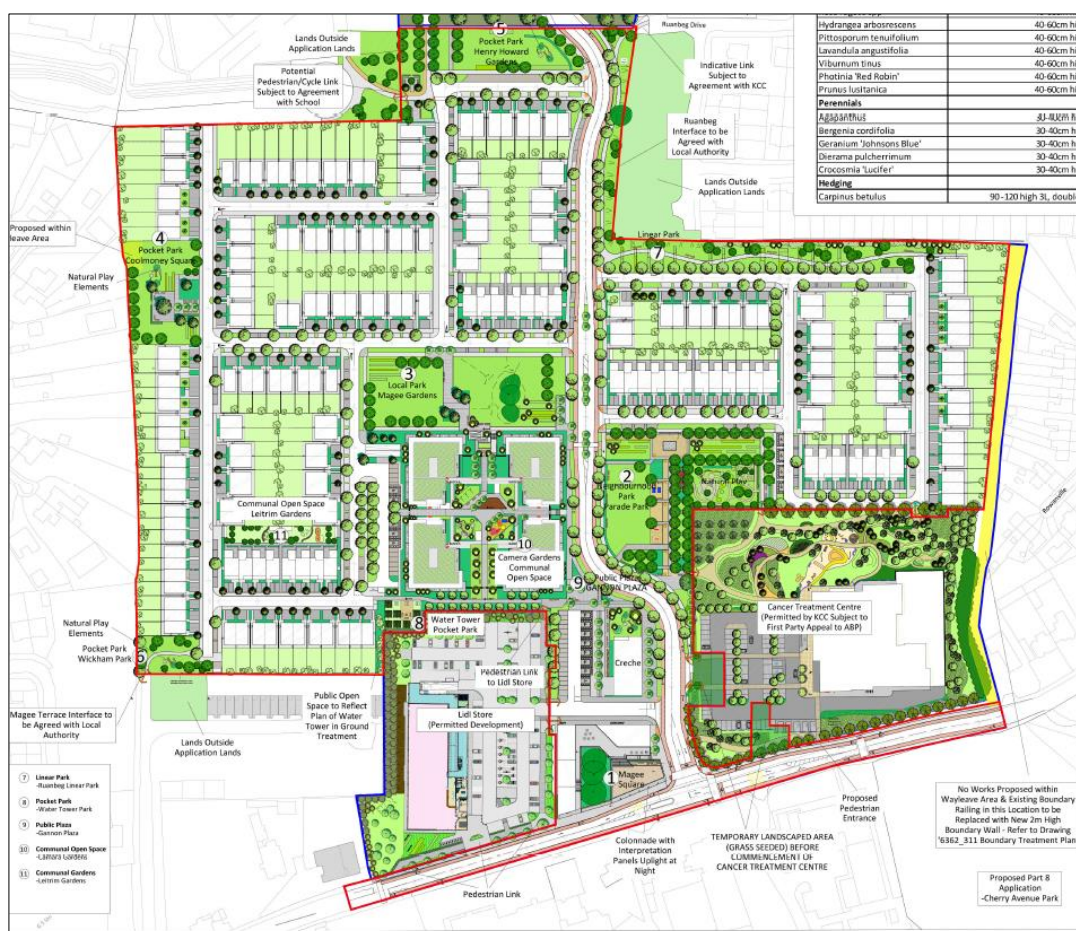 Hydrangea arbosrescens 40-60cm hi
Pittosporum tenuifolium 40-60cm hi
Lavandula angustifolia 40-60cm hi
Viburnum tinus 40-60cm hi
Photinia 'Red Robin' 40-60cm hi
Prunus lusitanica 40-60cm hi
Perennials
Agapanthus
Bergenia cordifolia 30-40cm h
Geranium 'Johnsons Blue' 30-40cm h
Dierama pulcherrimum 30-40cm h
Crocosmia 'Lucifer' 30-40cm h
Hedging
Carpinus betulus 90-120 high 3L, double
Ruanbeg Drive
Lands Outside
Application Lands
5
Pocket Park
Henry Howard
Gardens
Potential
Pedestrian/Cycle Link
Subject to Agreement
with School
Indicative Link
Subject to
Agreement with KCC
Ruanbeg
Interface to be
Agreed with
Local Authority
Lands Outside
Application Lands
Linear Park
7
Proposed within
leave Area
4
Pocket Park
Coolmoney Square
Natural Play
Elements
3
Local Park
Magee Gardens
2
Neighbourhood
Park
Parade Park
Natural Play
Communal Open Space
Leitrim Gardens
11
10
Camera Gardens
Communal
Open Space
9
Public Plaza
GANNON PLAZA
Cancer Treatment Centre
(Permitted by KCC Subject to
First Party Appeal to ABP)
Bowenville
Natural Play
Elements
Pocket Park
Wickham Park
6
8
Water Tower
Pocket Park
Pedestrian Link
to Lidl Store
Creche
Magee Terrace Interface to
be Agreed with Local
Authority
Lands Outside
Application Lands
Public Open
Space to Reflect
Plan of Water
Tower in Ground
Treatment
Lidl Store
(Permitted Development)
1
Magee
Square
7 Linear Park
-Ruanbeg Linear Park
8 Pocket Park
-Water Tower Park
9 Public Plaza
-Gannon Plaza
10 Communal Open Space
-Camara Gardens
11 Communal Gardens
-Leitrim Gardens
Pedestrian Link
Colonnade with
Interpretation
Panels Uplight at
Night
TEMPORARY LANDSCAPED AREA
(GRASS SEEDED) BEFORE
COMMENCEMENT OF
CANCER TREATMENT CENTRE
Proposed
Pedestrian
Entrance
No Works Proposed within
Wayleave Area & Existing Boundary
Railing in this Location to be
Replaced with New 2m High
Boundary Wall - Refer to Drawing
'6362_311 Boundary Treatment Plan
Proposed Part 8
Application
-Cherry Avenue Park